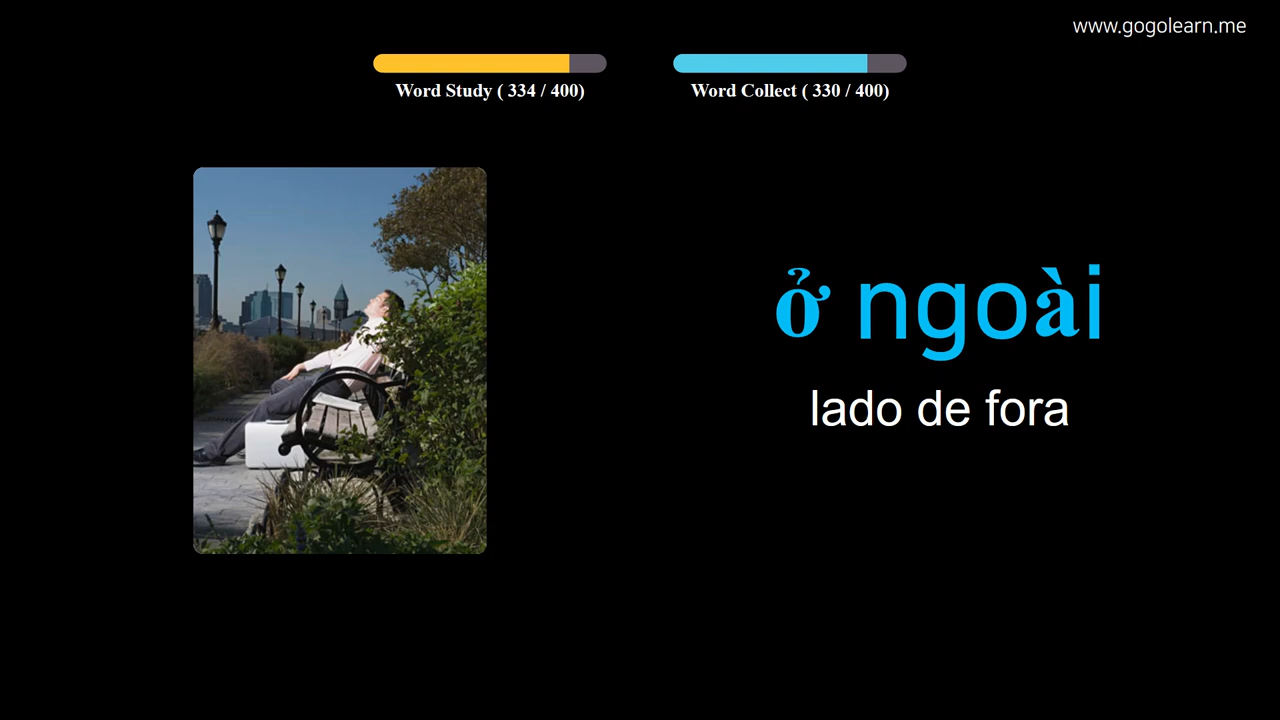 www.gogolearn.me
Word Study ( 334 / 400)
Word Collect ( 330 / 400)
ở ngoài
lado de fora